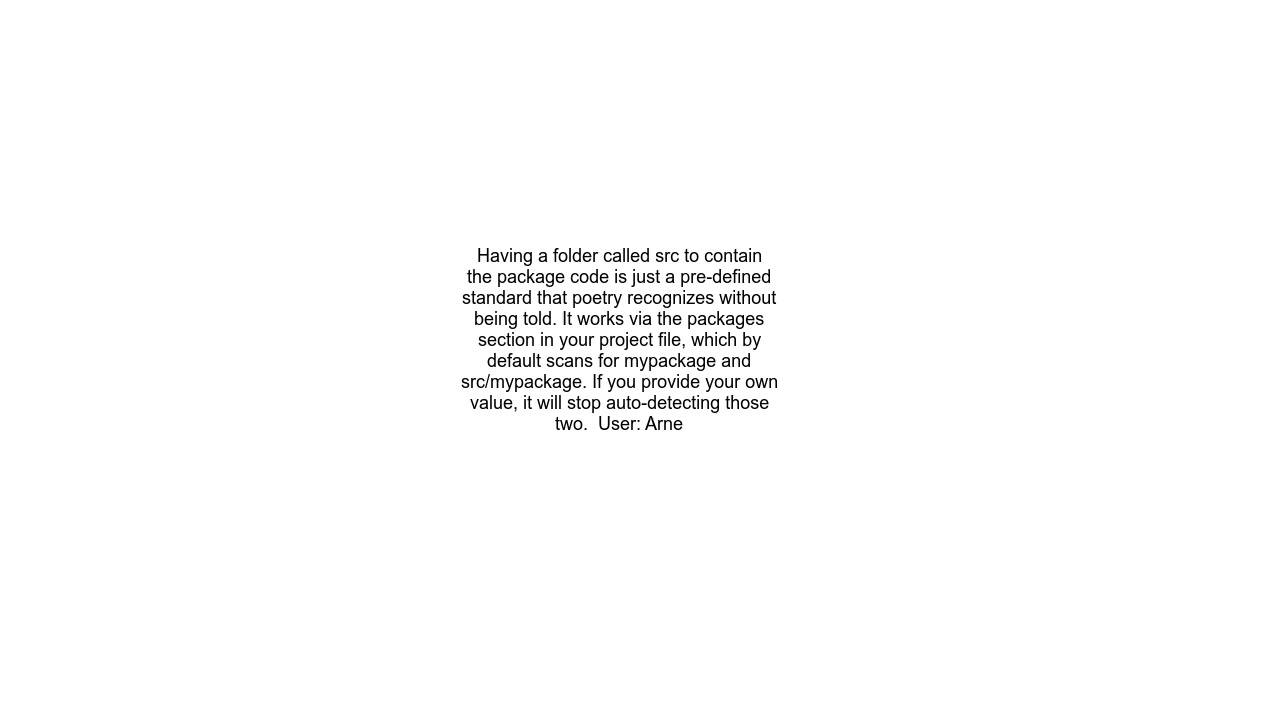 Having a folder called src to contain
the package code is just a pre-defined
standard that poetry recognizes without
being told. It works via the packages
section in your project file, which by
default scans for mypackage and
src/mypackage. If you provide your own
value, it will stop auto-detecting those
two.  User: Arne